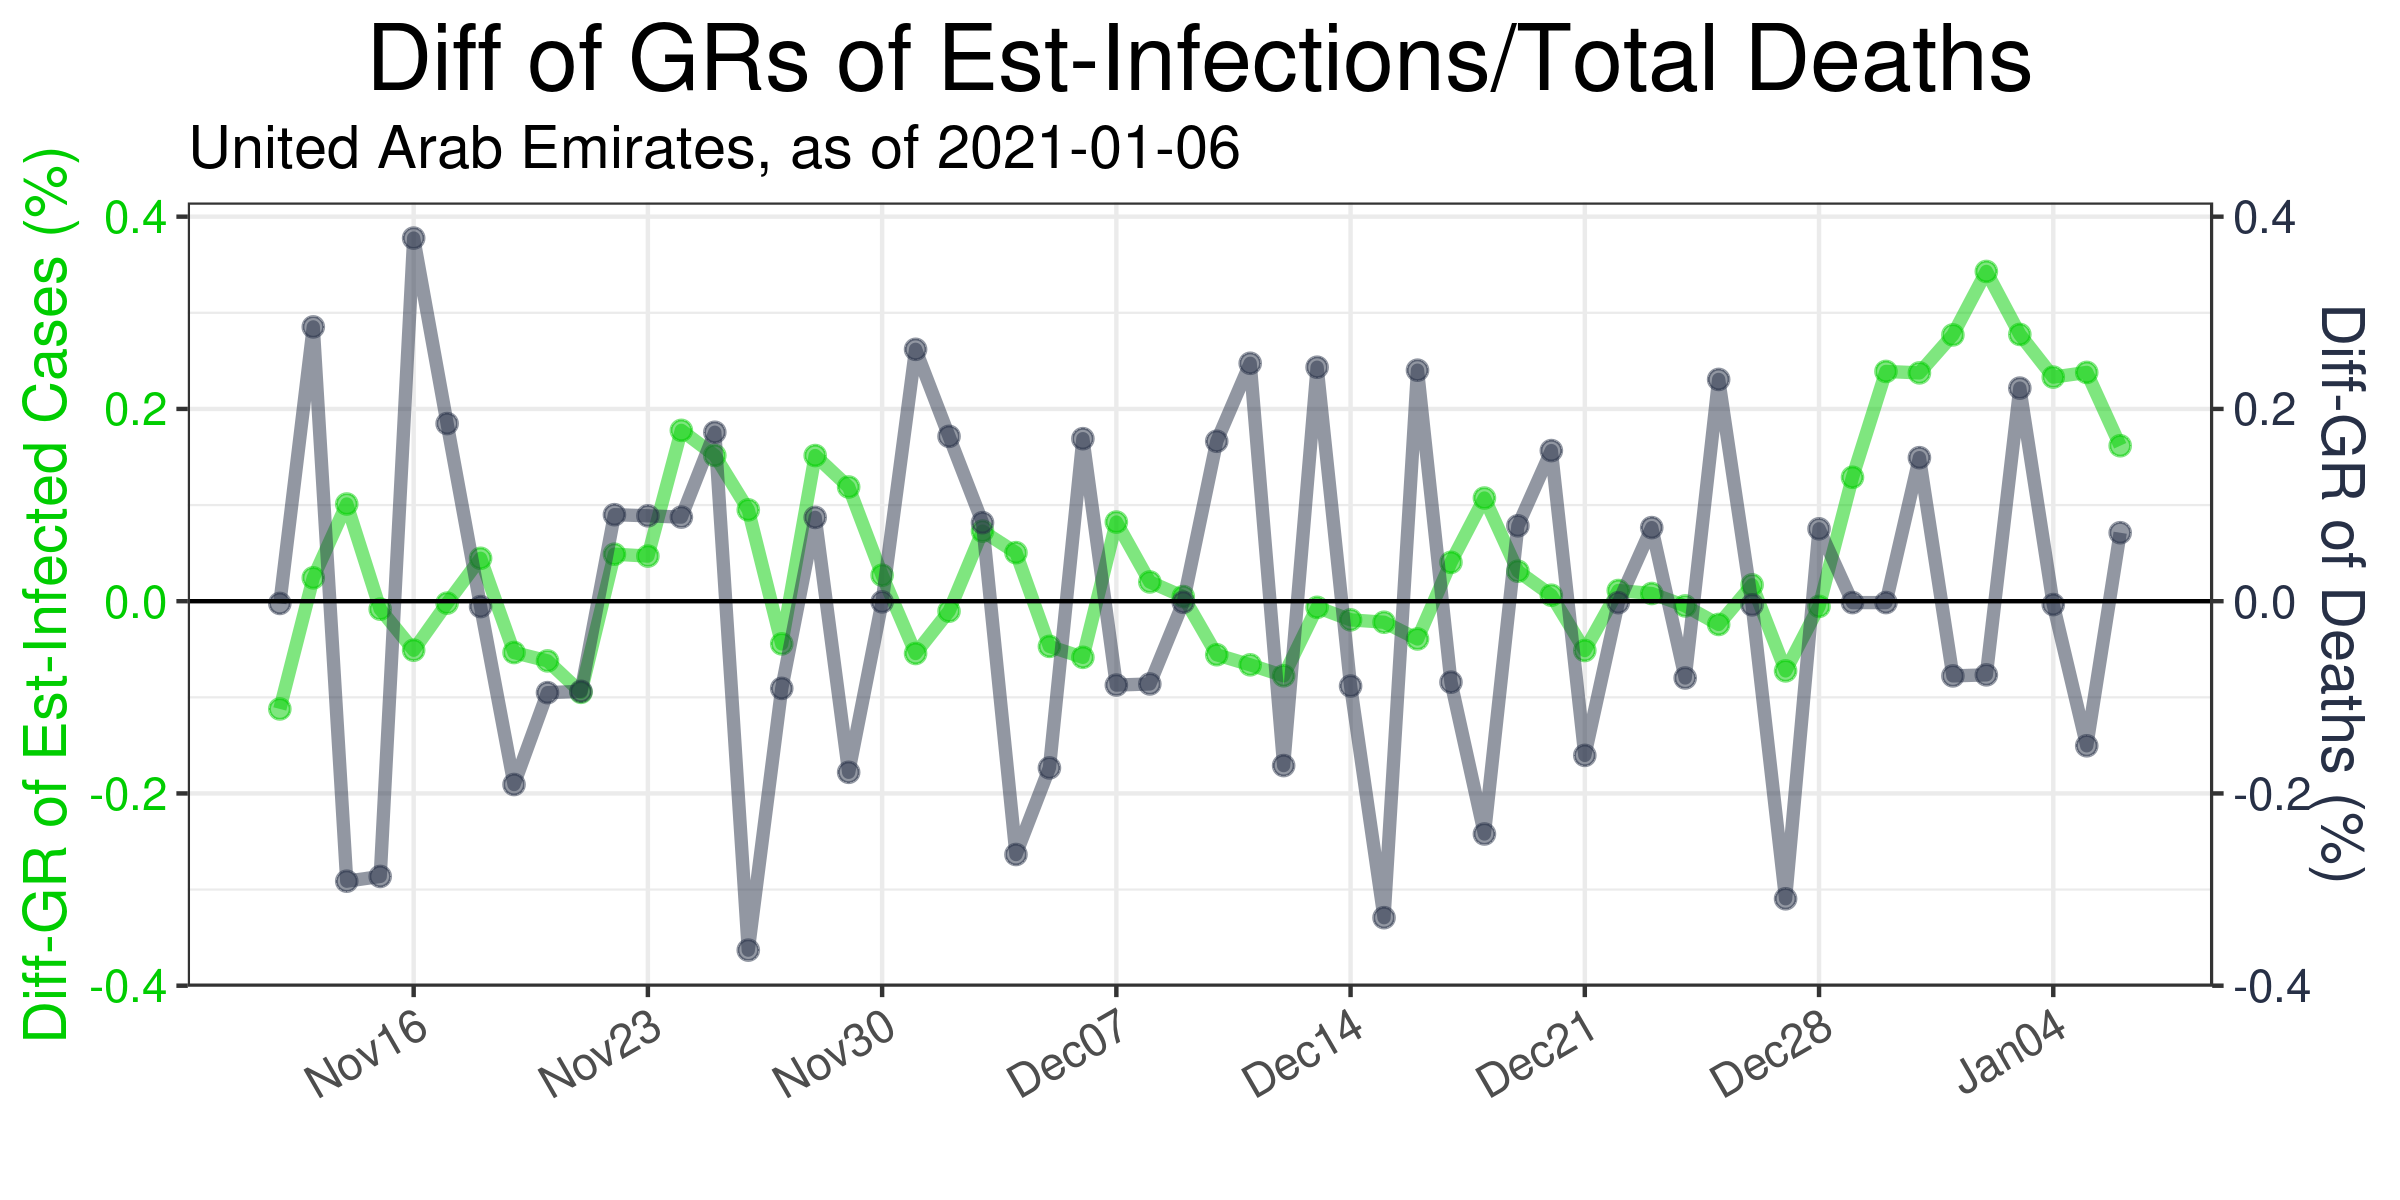 Diff of GRs of Est-Infections/Total Deaths
United Arab Emirates, as of 2021-01-06
Diff-GR of Est-Infected Cases (%)
0.4
0.2
0.0
-0.2
-0.4
0.4
0.2
0.0
-0.2
-0.4
Diff-GR of Deaths (%)
Nov16
Nov23
Nov30
Dec07
Dec14
Dec21
Dec28
Jan04